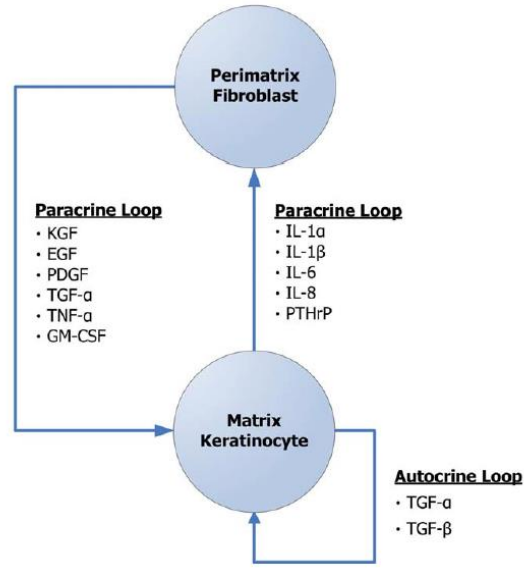 Perimatrix
Fibroblast
Paracrine Loop
· KGF
· EGF
· PDGF
· TGF-α
· TNF-α
· GM-CSF
Paracrine Loop
· IL-1α
· IL-1β
· IL-6
· IL-8
· PTHrP
Matrix
Keratinocyte
Autocrine Loop
· TGF-α
· TGF-β